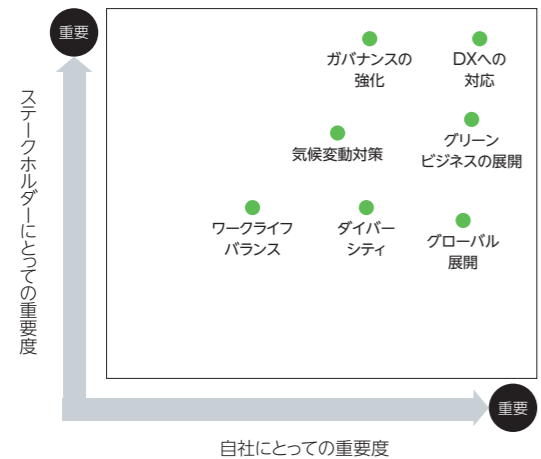 重要
ステークホルダーにとっての重要度
ガバナンスの
強化
DXへの
対応
気候変動対策
グリーン
ビジネスの展開
ワークライフ
バランス
ダイバー
シティ
グローバル
展開
重要
自社にとっての重要度